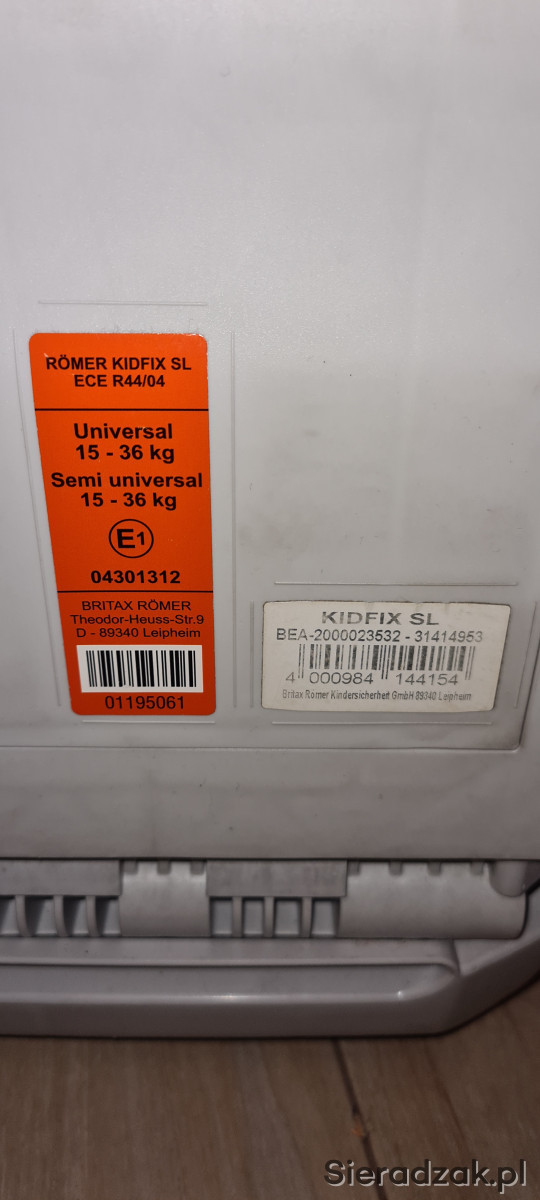 RÖMER KIDFIX SL
ECE R44/04
Universal
15 - 36 kg
Semi universal
15 - 36 kg
E1
04301312
BRITAX RÖMER
Theodor-Heuss-Str.9
D - 89340 Leipheim
01195061
KIDFIX SL
BEA-2000023532 - 31414953
4 000984 144154
Britax Römer Kindersicherheit GmbH 89340 Leipheim
Sieradzak.pl